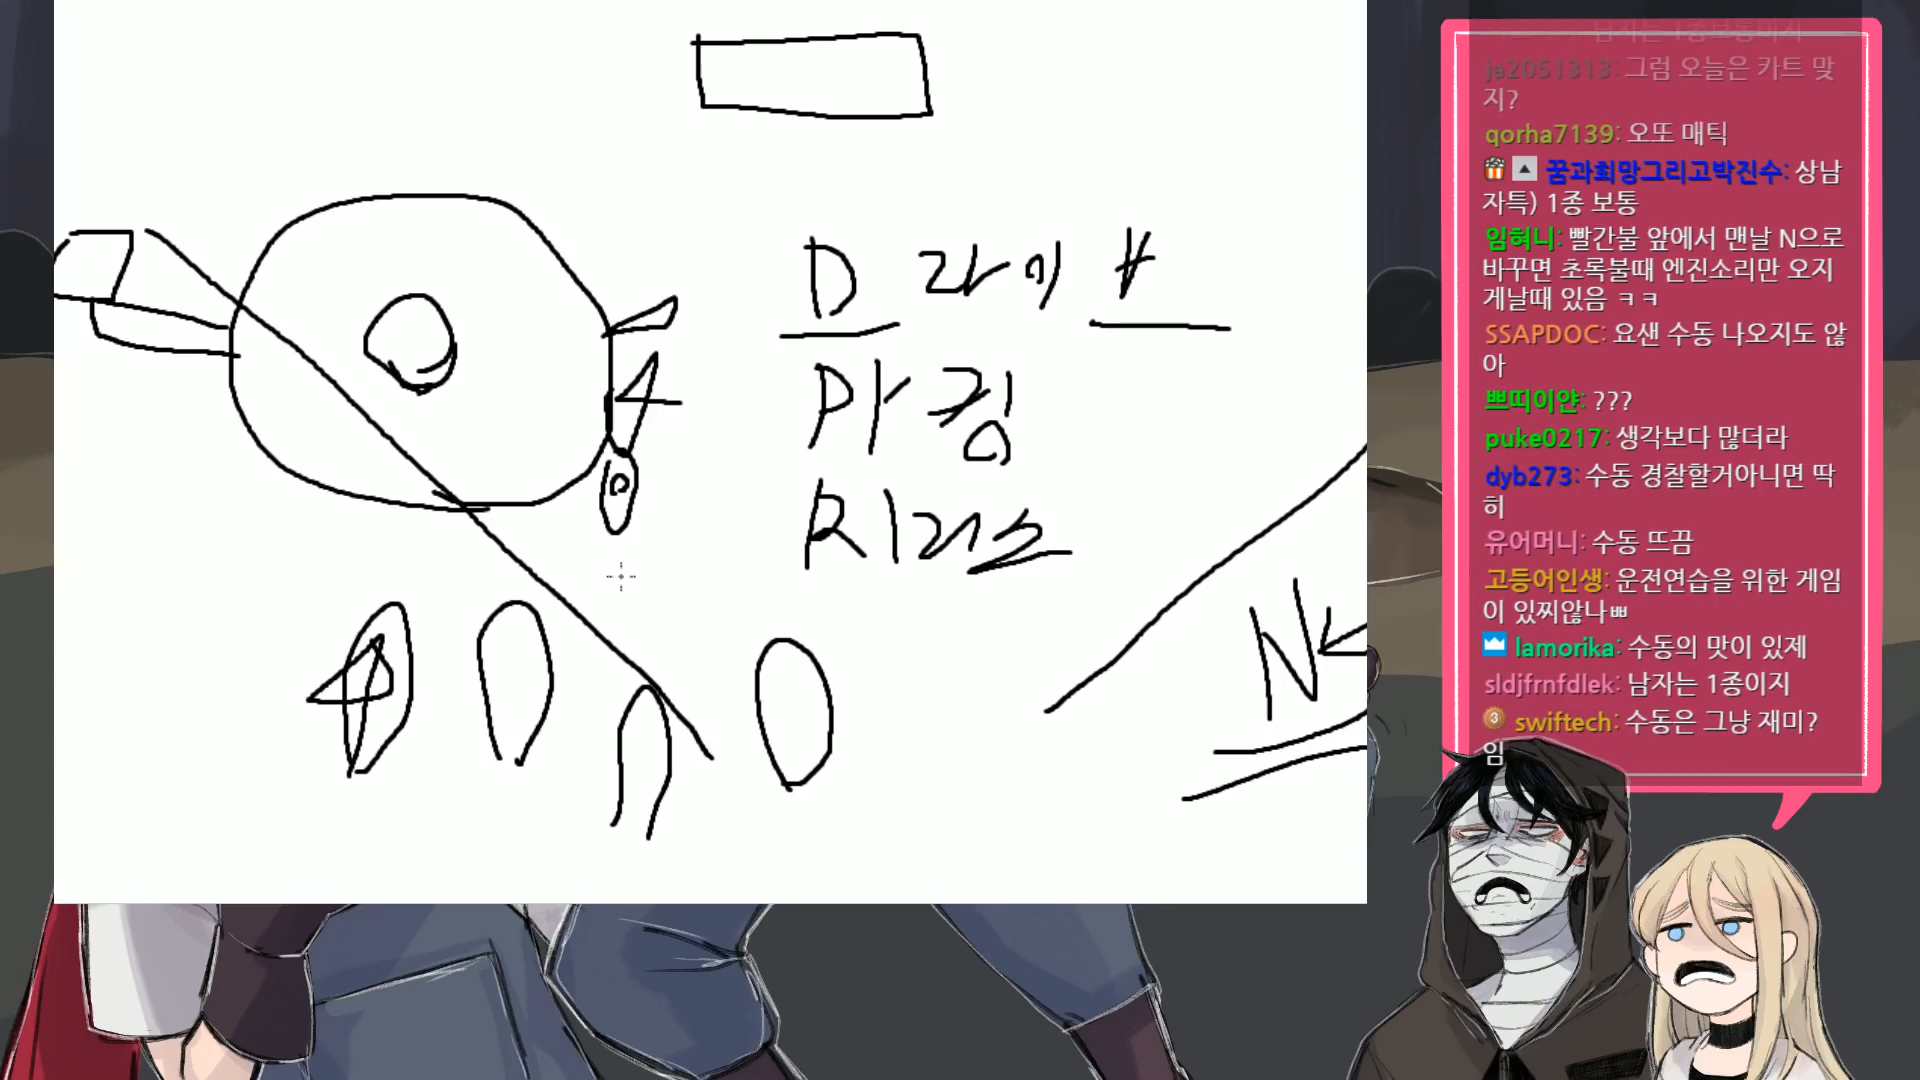 D라이브
P킹
R리스
N
ja2051313: 그럼 오늘은 카트 맞
지?
qorha7139: 오또 매틱
꿈과희망그리고박진수: 상남
자특) 1종 보통
임혀니: 빨간불 앞에서 맨날 N으로
바꾸면 초록불때 엔진소리만 오지
게날때 있음 ㅋㅋ
SSAPDOC: 요샌 수동 나오지도 않
아
쁘띠이얀: ???
puke0217: 생각보다 많더라
dyb273: 수동 경찰할거아니면 딱
히
유어머니: 수동 뜨끔
고등어인생: 운전연습을 위한 게임
이 있찌않나ㅃ
lamorika: 수동의 맛이 있제
sldjfrnfdlek: 남자는 1종이지
3 swiftech: 수동은 그냥 재미?
임